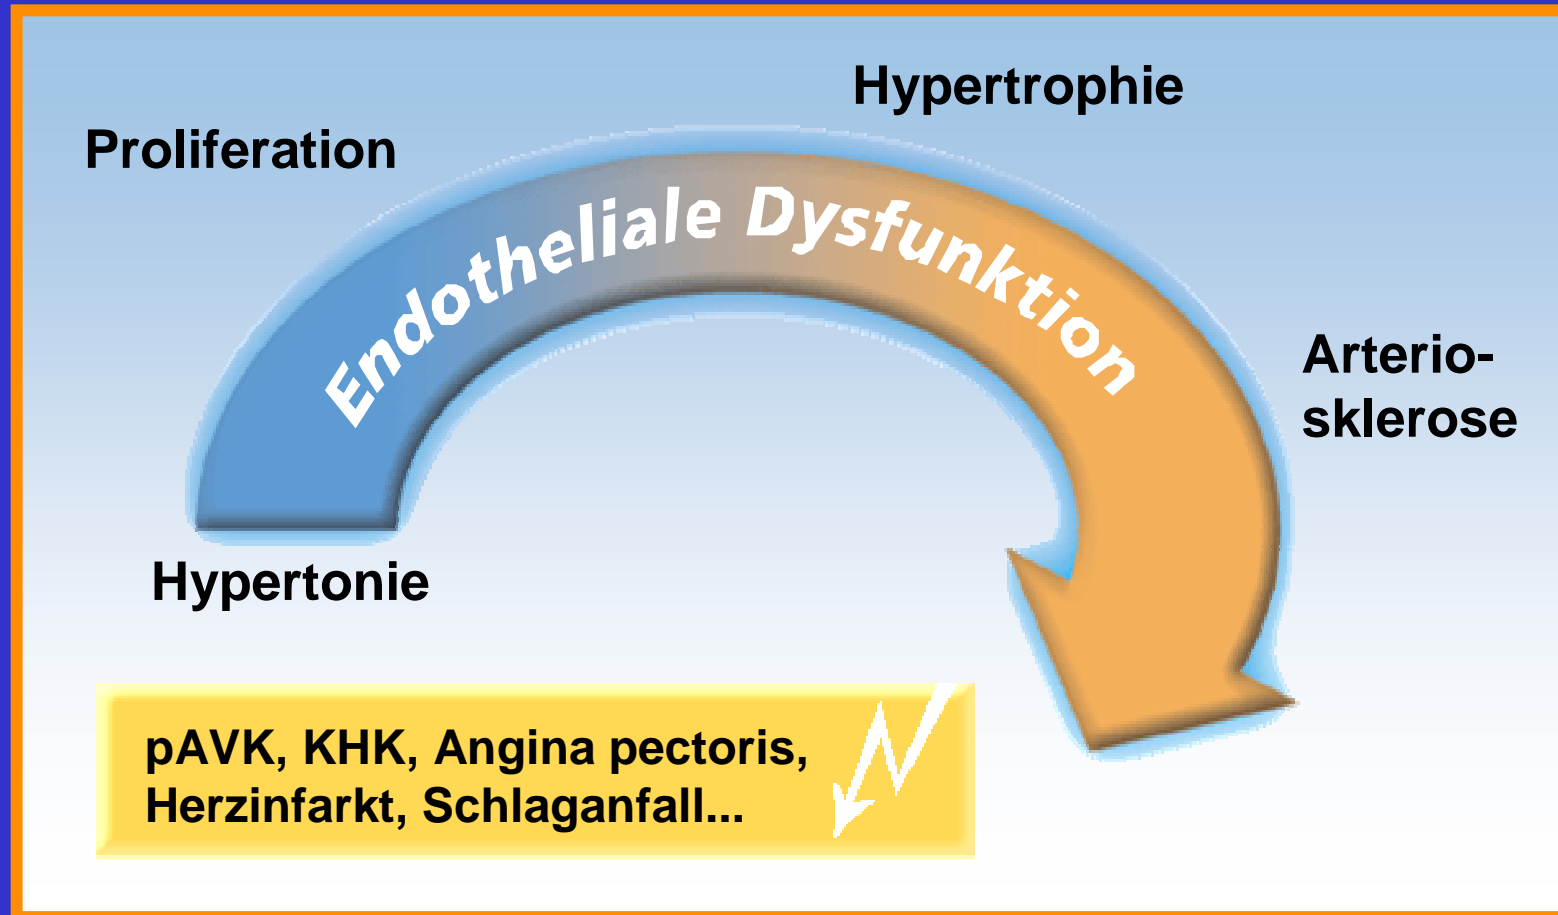 Hypertrophie
Proliferation
Endotheliale Dysfunktion
Arterio-
sklerose
Hypertonie
pAVK, KHK, Angina pectoris,
Herzinfarkt, Schlaganfall...